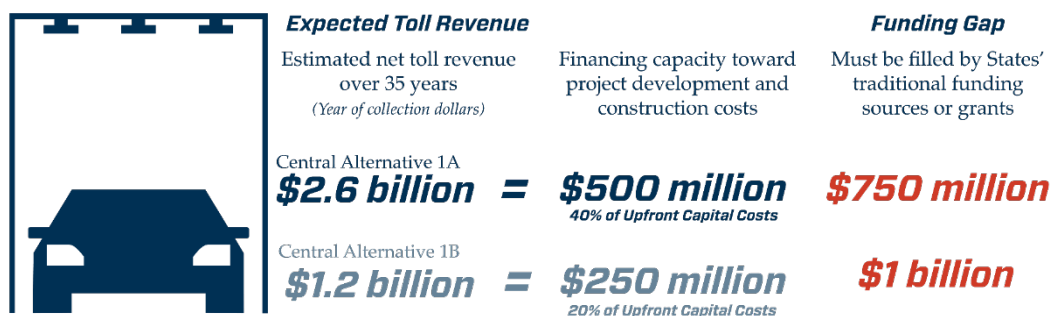 Expected Toll Revenue
Estimated net toll revenue
over 35 years
(Year of collection dollars)
Financing capacity toward
project development and
construction costs
Funding Gap
Must be filled by States’
traditional funding
sources or grants
Central Alternative 1A
$2.6 billion = $500 million
40% of Upfront Capital Costs
$750 million
Central Alternative 1B
$1.2 billion = $250 million
20% of Upfront Capital Costs
$1 billion